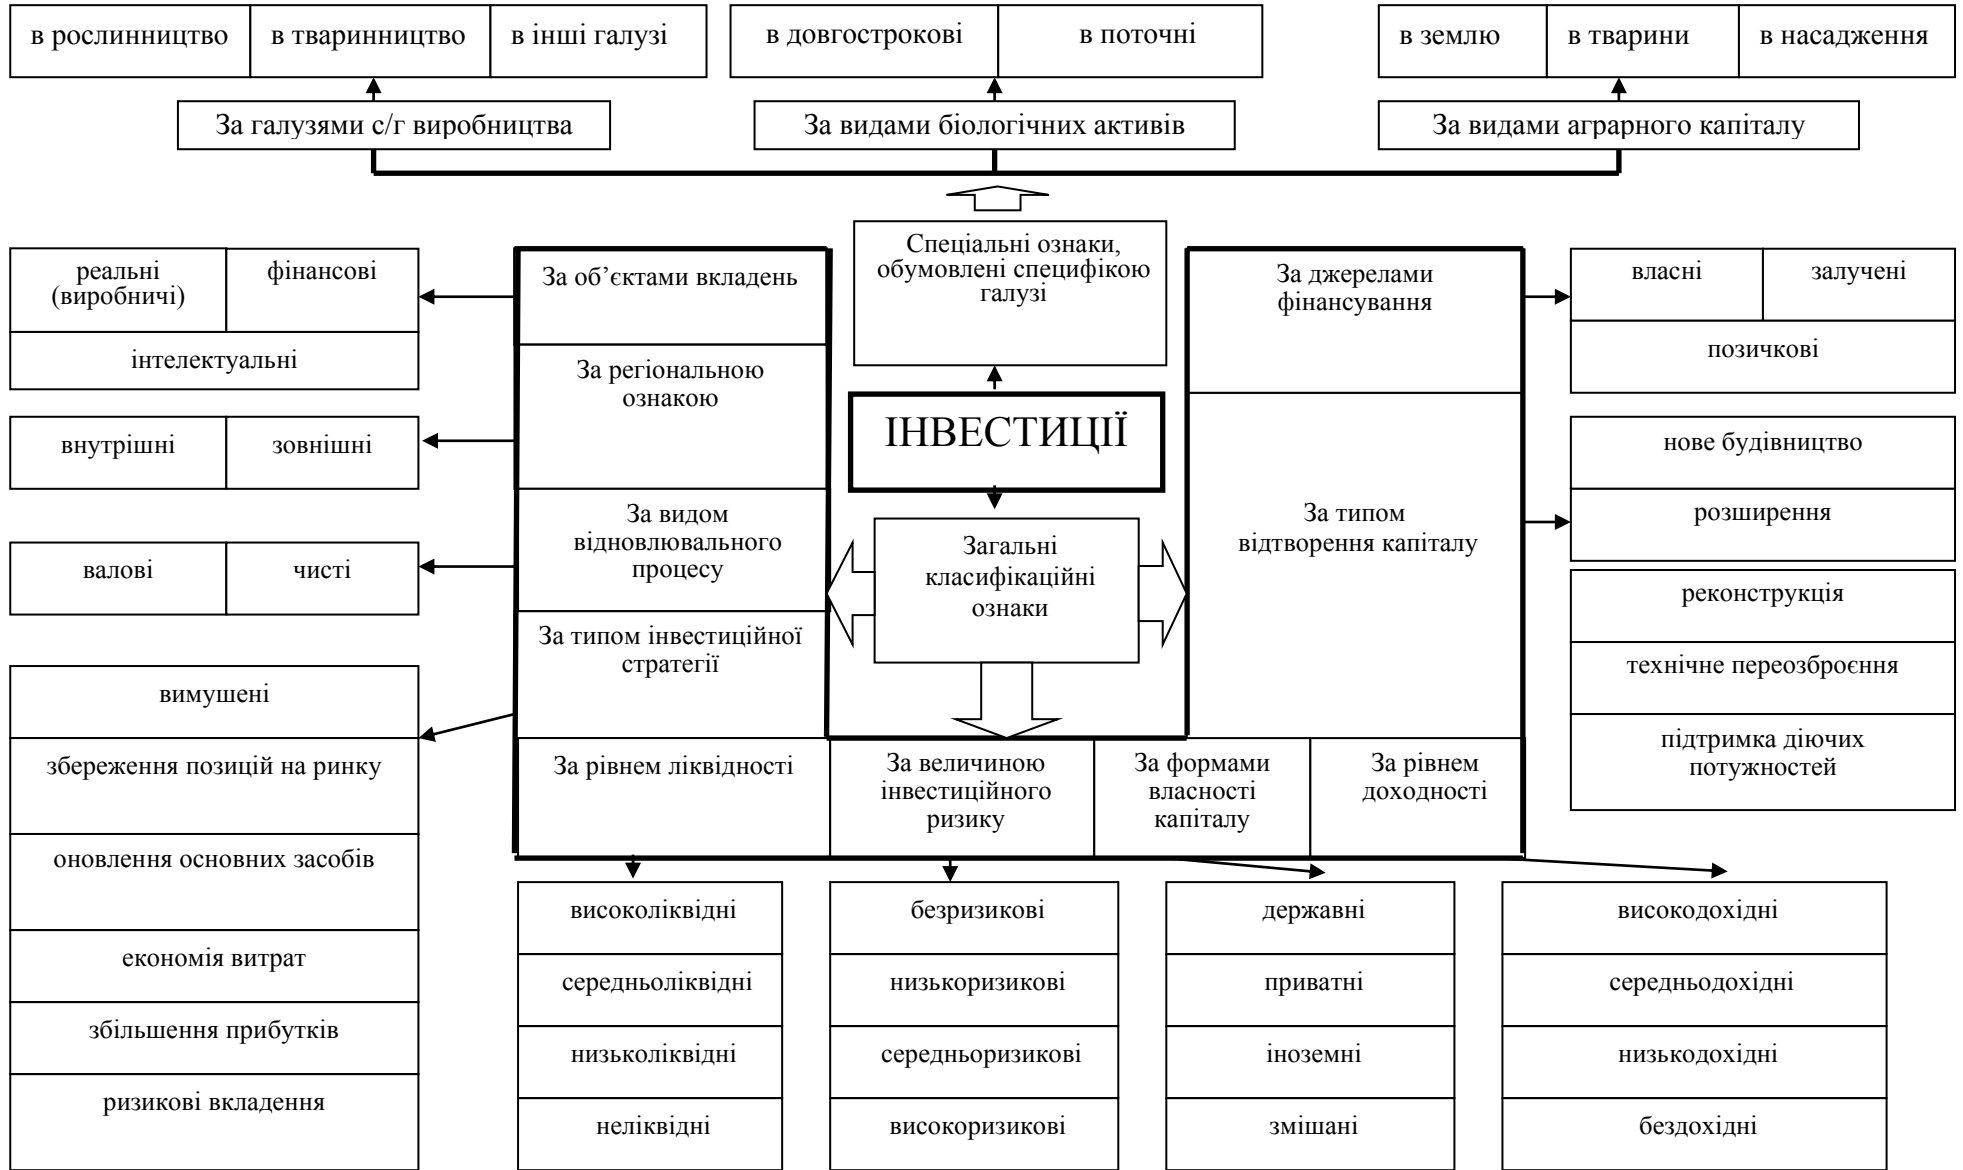 в рослинництво
в тваринництво
в інші галузі
в довгострокові
в поточні
в землю
в тварини
в насадження
За галузями с/г виробництва
За видами біологічних активів
За видами аграрного капіталу
Спеціальні ознаки,
обумовлені специфікою
галузі
реальні
(виробничі)
фінансові
інтелектуальні
За об’єктами вкладень
За джерелами
фінансування
власні
залучені
позичкові
За регіональною
ознакою
ІНВЕСТИЦІЇ
внутрішні
зовнішні
нове будівництво
За видом
відновлювального
процесу
Загальні
класифікаційні
ознаки
За типом
відтворення капіталу
розширення
валові
чисті
реконструкція
За типом інвестиційної
стратегії
технічне переозброєння
підтримка діючих
потужностей
вимушені
збереження позицій на ринку
оновлення основних засобів
економія витрат
збільшення прибутків
ризикові вкладення
За рівнем ліквідності
За величиною
інвестиційного
ризику
За формами
власності
капіталу
За рівнем
доходності
високоліквідні
середньоліквідні
низьколіквідні
неліквідні
безризикові
низькоризикові
середньоризикові
високоризикові
державні
приватні
іноземні
змішані
високодохідні
середньодохідні
низькодохідні
бездохідні